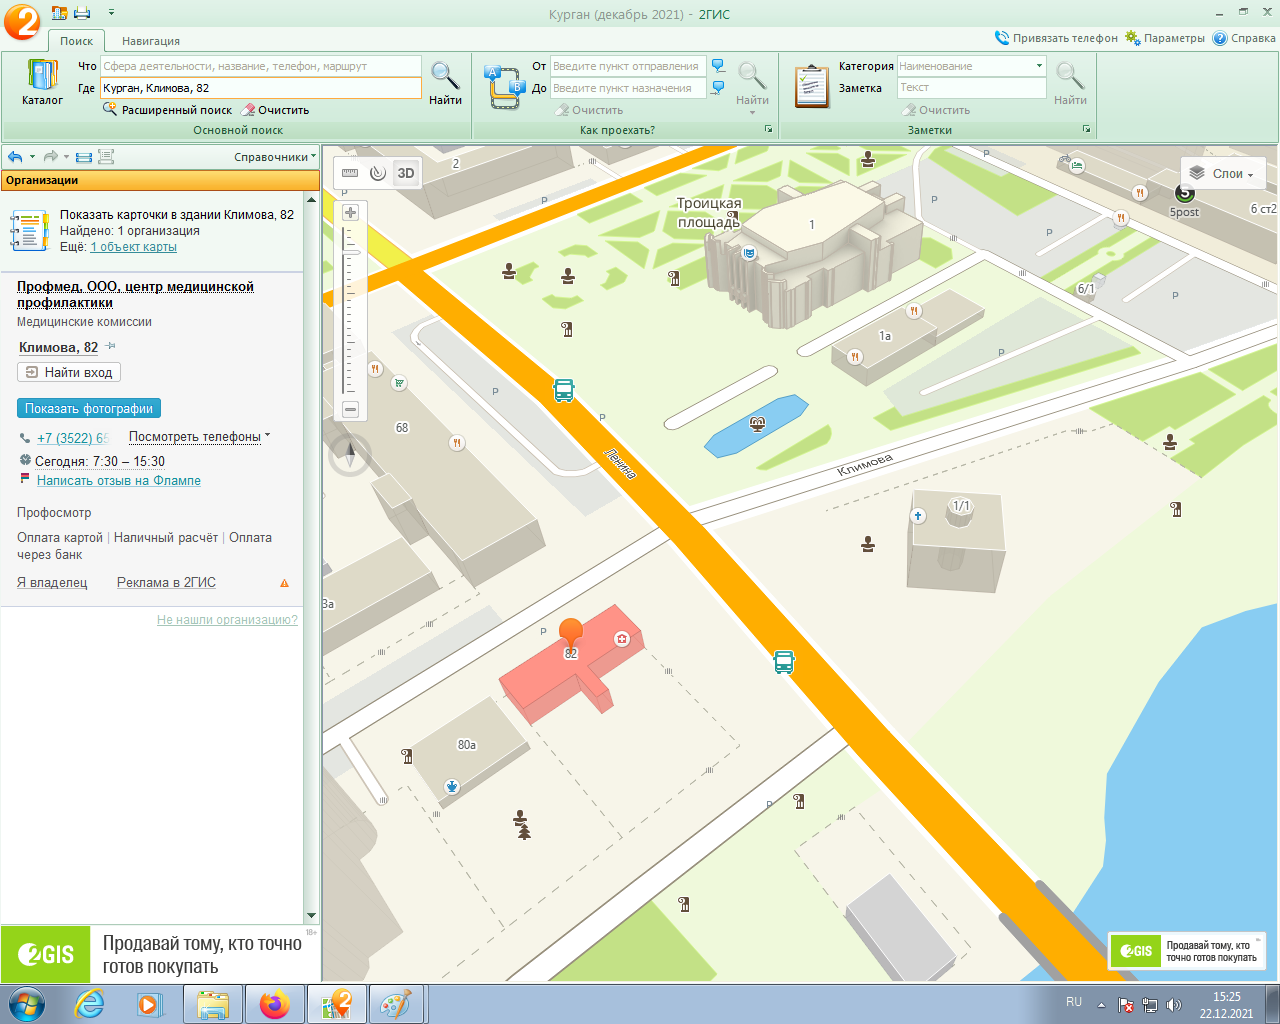 Курган (декабрь 2021) - 2ГИС
Поиск
Навигация
Привязать телефон
Параметры
Справка
Каталог
Что
Сфера деятельности, название, телефон, маршрут
Где
Курган, Климова, 82
Расширенный поиск
Очистить
Найти
Основной поиск
От
Введите пункт отправления
До
Введите пункт назначения
Очистить
Найти
Как проехать?
Категория
Наименование
Заметка
Текст
Очистить
Найти
Заметки
Справочники
Организации
Показать карточки в здании Климова, 82
Найдено: 1 организация
Ещё: 1 объект карты
Профмед, ООО, центр медицинской
профилактики
Медицинские комиссии
Климова, 82
Найти вход
Показать фотографии
+7 (3522) 65
Посмотреть телефоны
Сегодня: 7:30 – 15:30
Написать отзыв на Флампе
Профосмотр
Оплата картой | Наличный расчёт | Оплата
через банк
Я владелец
Реклама в 2ГИС
Не нашли организацию?
2GIS
Продавай тому, кто точно
готов покупать
18+
3D
Слои
2
Троицкая
площадь
1
5
5post
6 ст2
6/1
1а
P
P
P
P
P
P
P
P
P
P
68
Ленина
Климова
1/1
3а
82
80а
2GIS
Продавай тому, кто
точно готов покупать
RU
15:25
22.12.2021